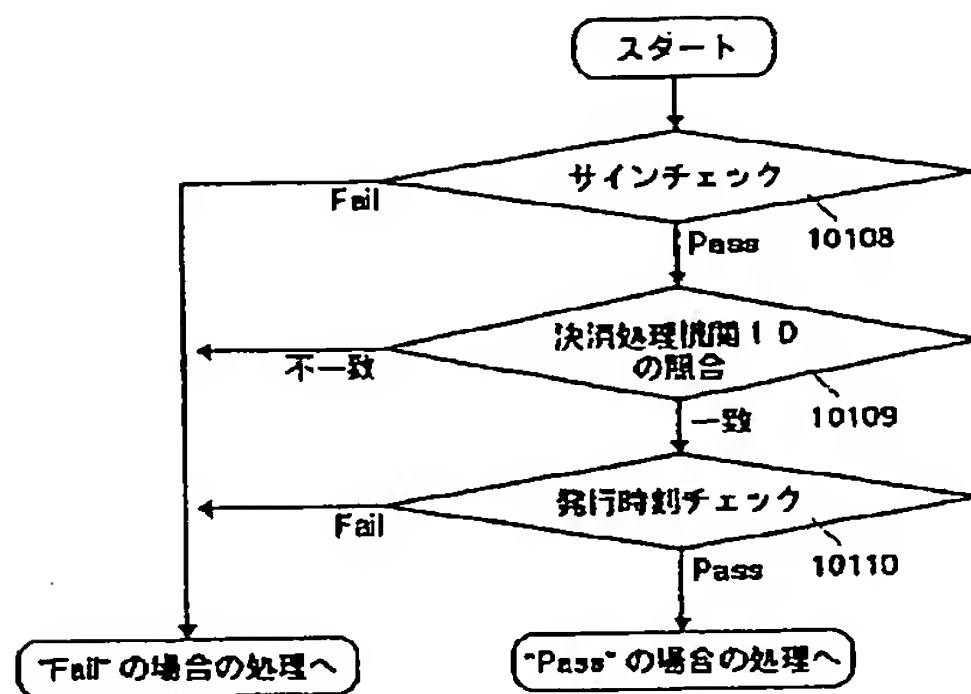 スタート
サインチェック
Fail
10108
Pass
決済処理機関ID
の照合
不一致
10109
一致
発行時刻チェック
Fail
10110
Pass
"Fail"の場合の処理へ
"Pass"の場合の処理へ